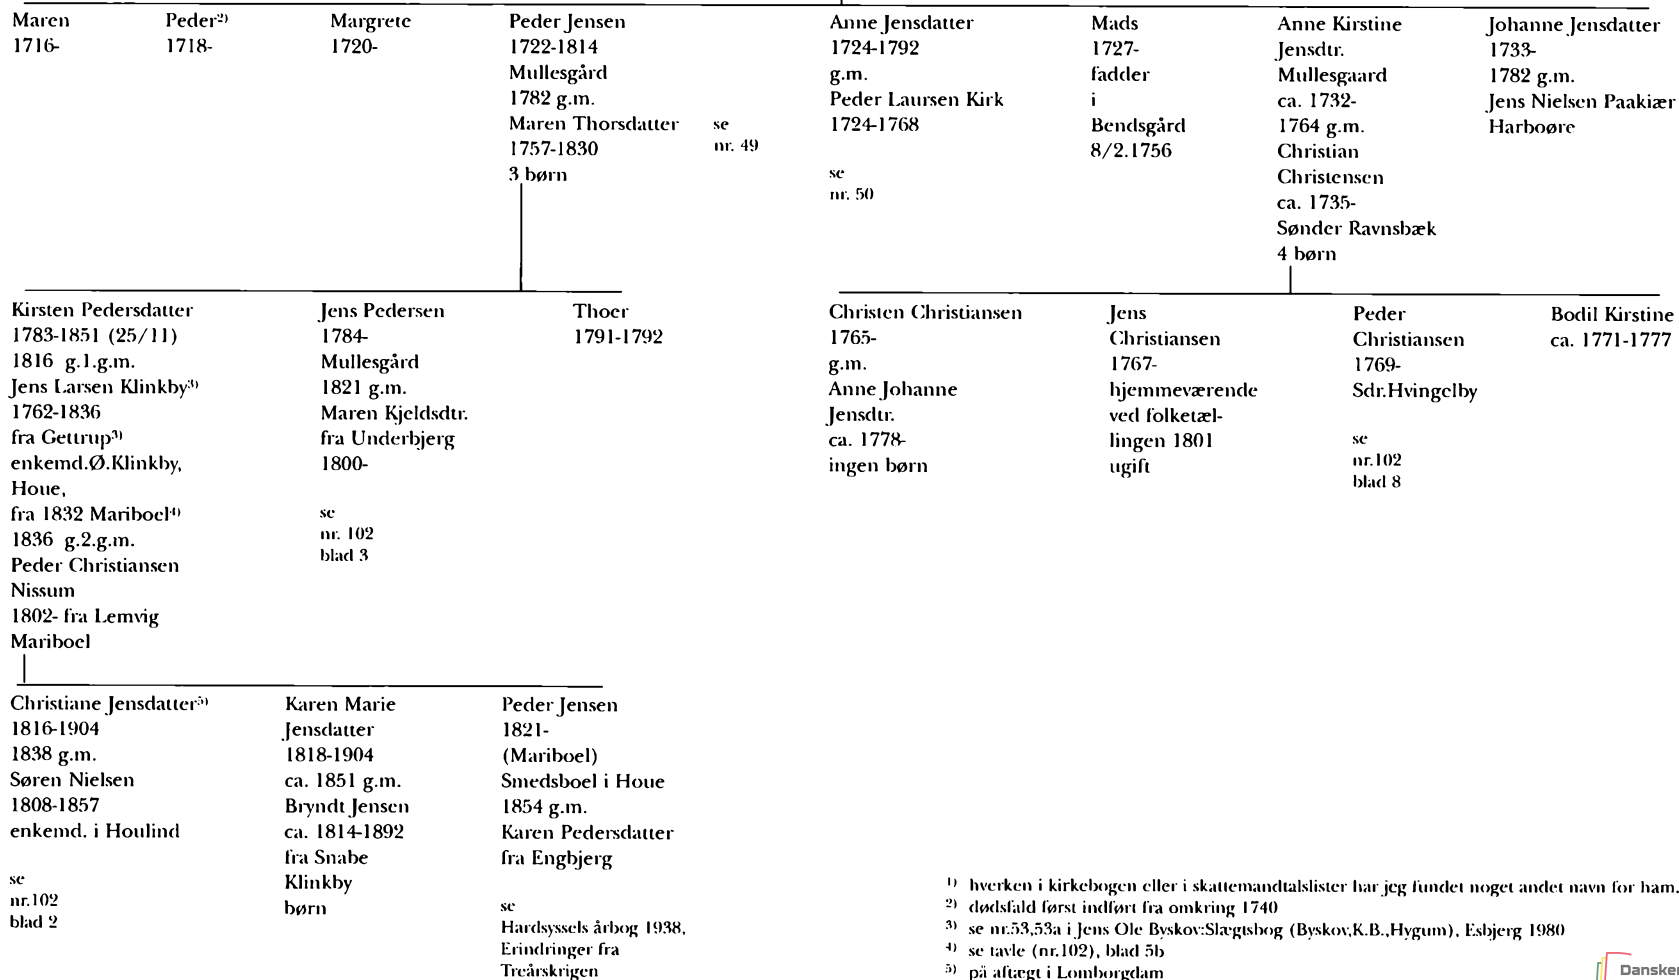 Maren
1716-
Peder²⁾
1718-
Margrete
1720-
Peder Jensen
1722-1814
Mullesgård
1782 g.m.
Maren Thorsdatter
1757-1830
3 børn
se
nr. 49
Anne Jensdatter
1724-1792
g.m.
Peder Laursen Kirk
1724-1768
se
nr. 50
Mads
1727-
fadder
i
Bendsgård
8/2.1756
Anne Kirstine
Jensdtr.
Mullesgaard
ca. 1732-
1764 g.m.
Christian
Christensen
ca. 1735-
Sønder Ravnsbæk
4 børn
Johanne Jensdatter
1733-
1782 g.m.
Jens Nielsen Paakiær
Harboøre
Kirsten Pedersdatter
1783-1851 (25/11)
1816 g.1.g.m.
Jens Larsen Klinkby³⁾
1762-1836
fra Gettrup³⁾
enkemd.Ø.Klinkby,
Houe,
fra 1832 Mariboel⁴⁾
1836 g.2.g.m.
Peder Christiansen
Nissum
1802- fra Lemvig
Mariboel
Jens Pedersen
1784-
Mullesgård
1821 g.m.
Maren Kjeldsdtr.
fra Underbjerg
1800-
se
nr. 102
blad 3
Thoer
1791-1792
Christen Christiansen
1765-
g.m.
Anne Johanne
Jensdtr.
ca. 1778-
ingen børn
Jens
Christiansen
1767-
hjemmeværende
ved folketæl-
lingen 1801
ugift
Peder
Christiansen
1769-
Sdr.Hvingelby
se
nr.102
blad 8
Bodil Kirstine
ca. 1771-1777
Christiane Jensdatter⁵⁾
1816-1904
1838 g.m.
Søren Nielsen
1808-1857
enkemd. i Houlind
se
nr.102
blad 2
Karen Marie
Jensdatter
1818-1904
ca. 1851 g.m.
Bryndt Jensen
ca. 1814-1892
fra Snabe
Klinkby
børn
Peder Jensen
1821-
(Mariboel)
Smedsboel i Houe
1854 g.m.
Karen Pedersdatter
fra Engbjerg
se
Hardsyssels årbog 1938,
Erindringer fra
Treårskrigen
¹⁾ hverken i kirkebogen eller i skattemandtalslister har jeg fundet noget andet navn for ham.
²⁾ dødsfald først indført fra omkring 1740
³⁾ se nr.53,53a i Jens Ole Byskov:Slægtsbog (Byskov,K.B.,Hygum), Esbjerg 1980
⁴⁾ se tavle (nr.102), blad 5b
⁵⁾ på aftægt i Lomborgdam